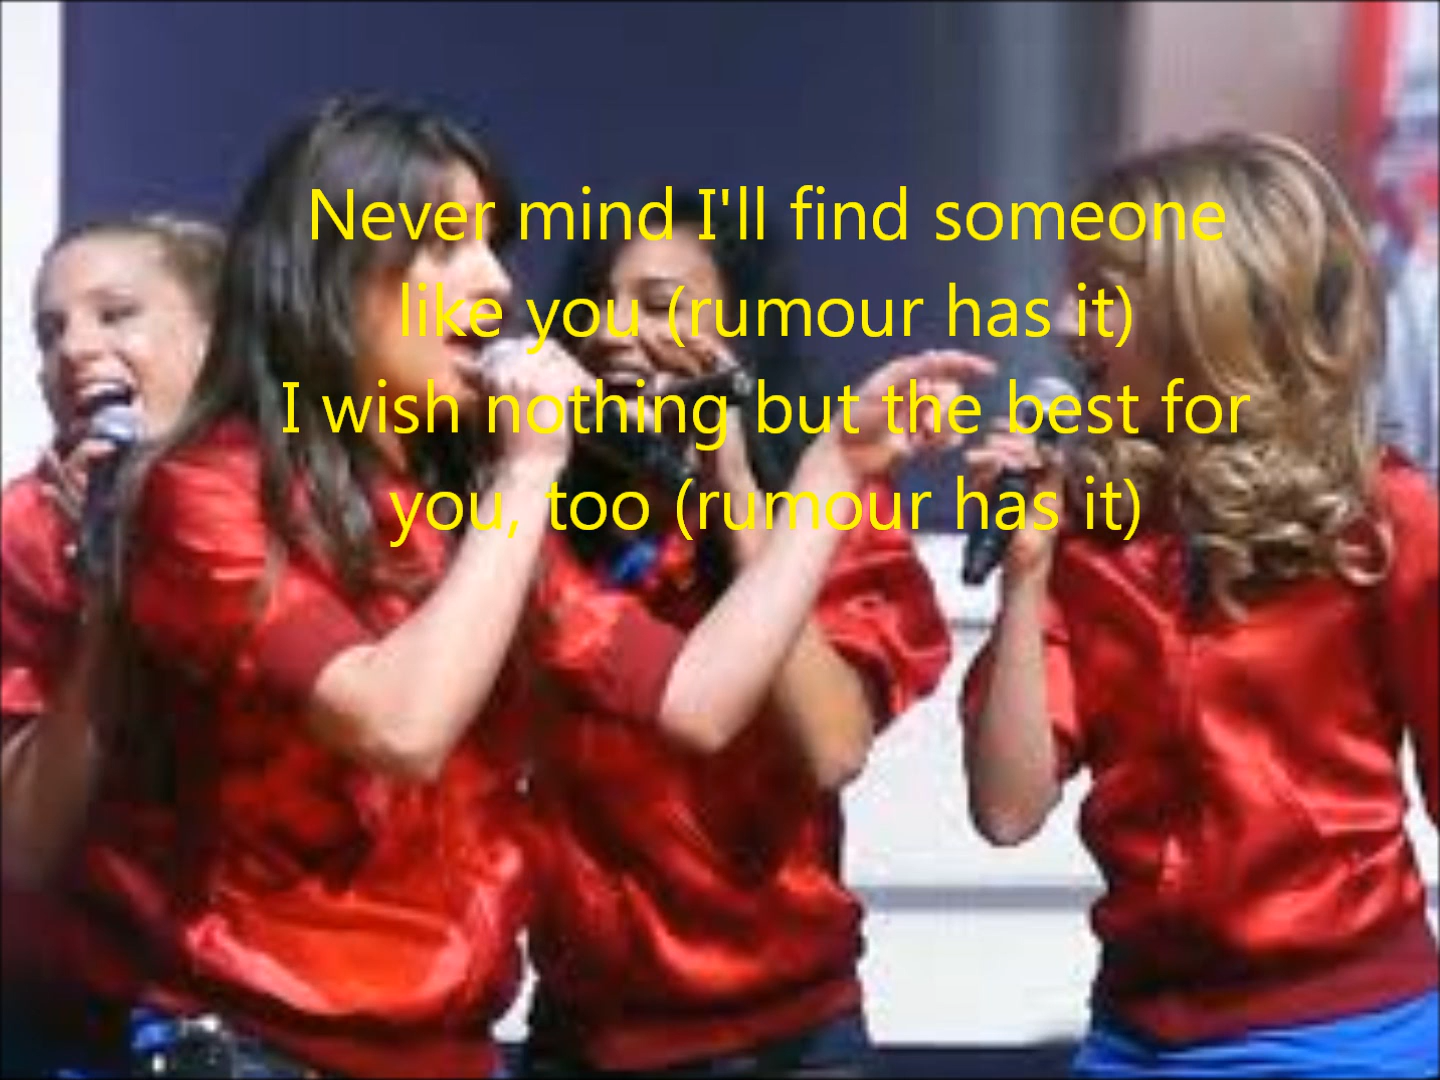 Never mind I'll find someone
like you (rumour has it)
I wish nothing but the best for
you, too (rumour has it)